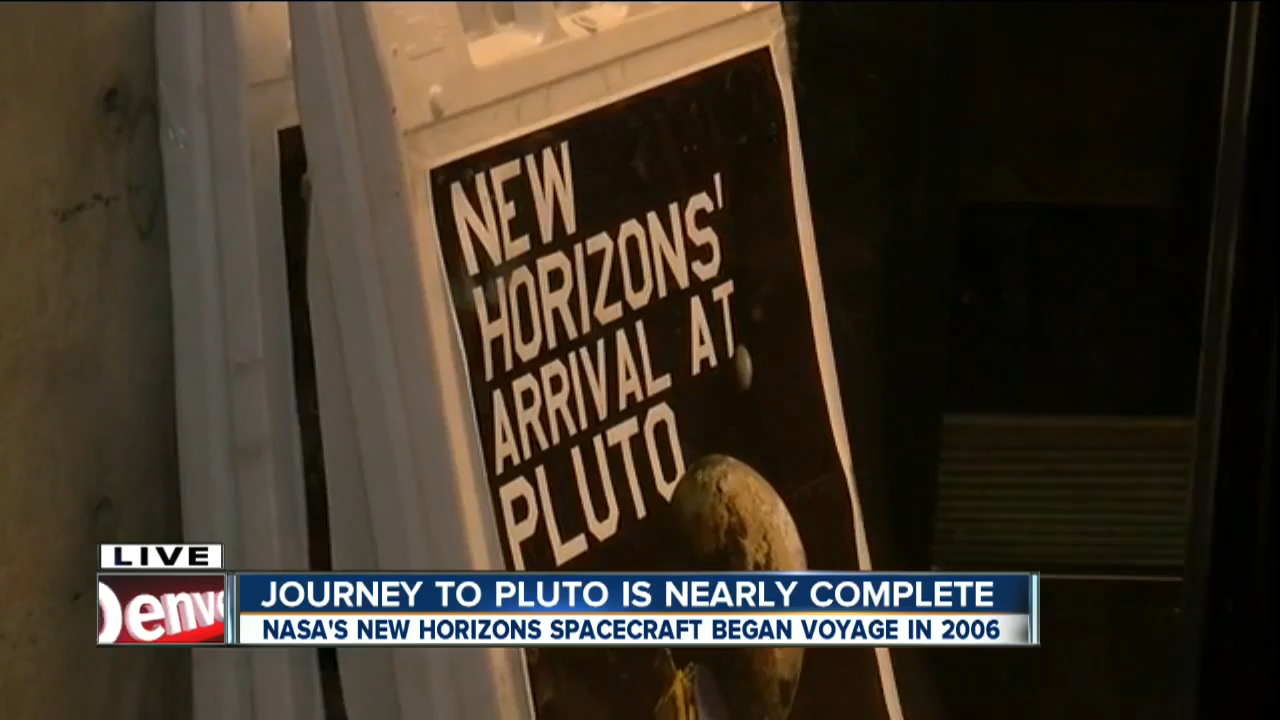 NEW
HORIZONS'
ARRIVAL AT
PLUTO
LIVE
Denve
JOURNEY TO PLUTO IS NEARLY COMPLETE
NASA'S NEW HORIZONS SPACECRAFT BEGAN VOYAGE IN 2006